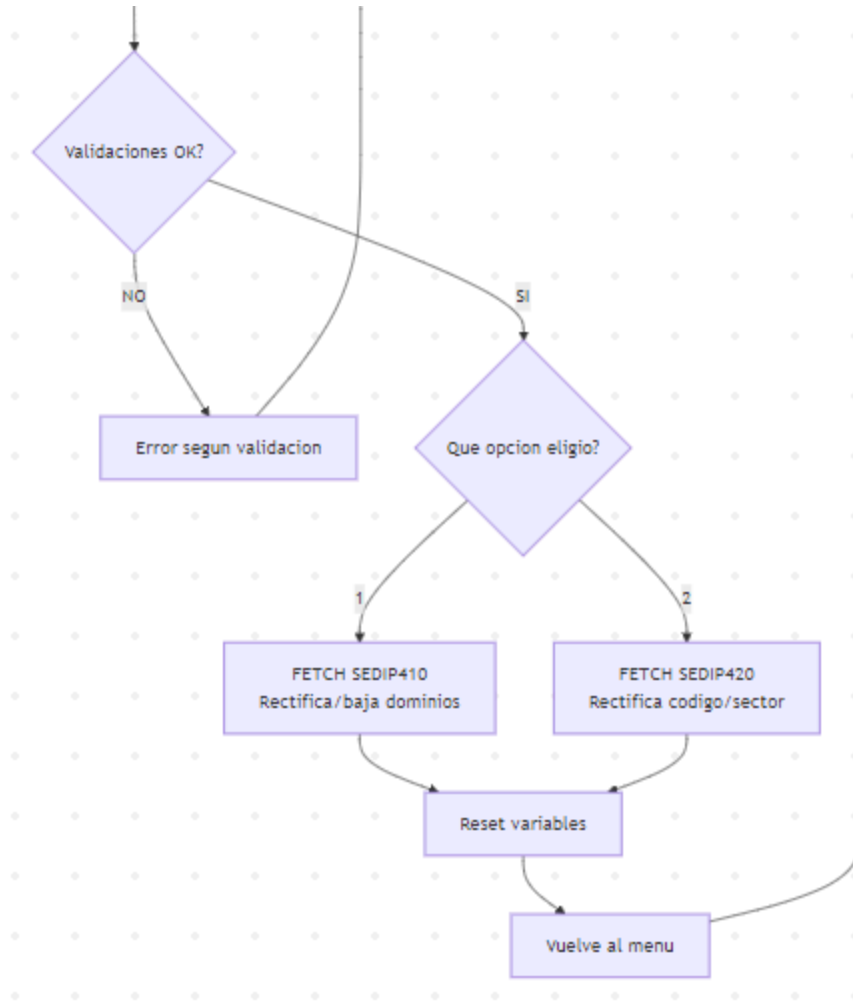 Validaciones OK?
NO
SI
Error segun validacion
Que opcion eligio?
1
2
FETCH SEDIP410
Rectifica/baja dominios
FETCH SEDIP420
Rectifica codigo/sector
Reset variables
Vuelve al menu